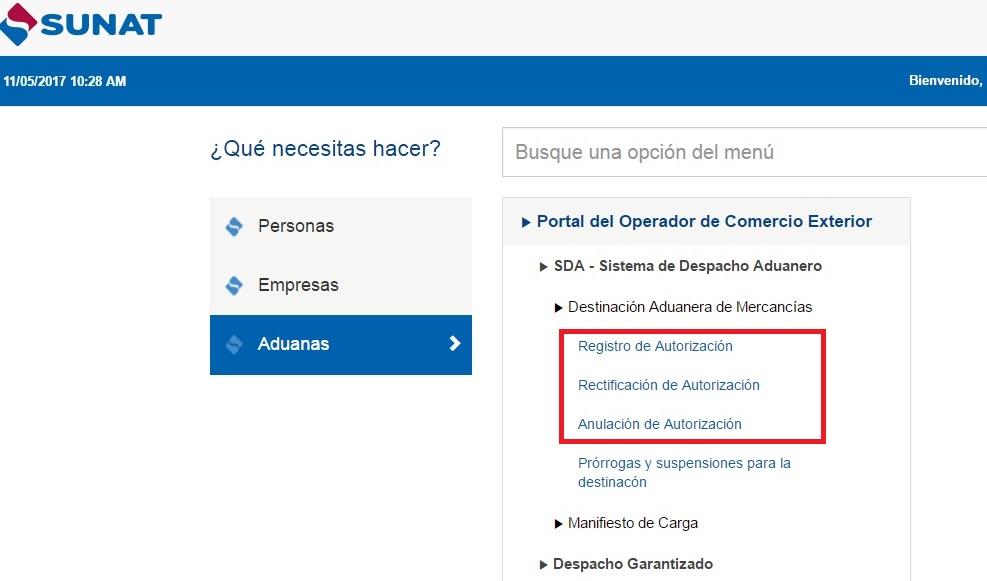 SUNAT
11/05/2017 10:28 AM
Bienvenido,
¿Qué necesitas hacer?
Busque una opción del menú
Personas
Empresas
Aduanas
Portal del Operador de Comercio Exterior
SDA - Sistema de Despacho Aduanero
Destinación Aduanera de Mercancías
Registro de Autorización
Rectificación de Autorización
Anulación de Autorización
Prórrogas y suspensiones para la
destinacón
Manifiesto de Carga
Despacho Garantizado